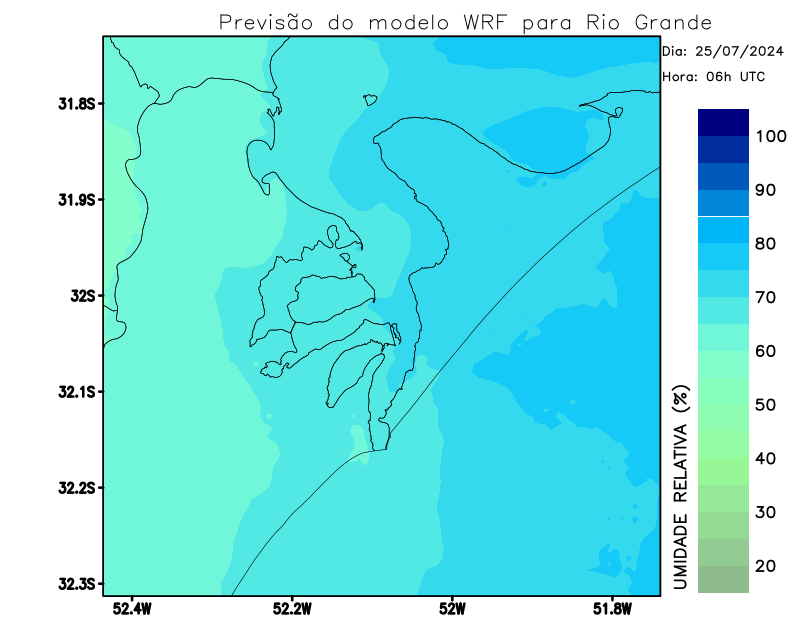 Previsão do modelo WRF para Rio Grande
Dia: 25/07/2024
Hora: 06h UTC
31.8S
31.9S
32S
32.1S
32.2S
32.3S
52.4W
52.2W
52W
51.8W
100
90
80
70
60
50
40
30
20
UMIDADE RELATIVA (%)